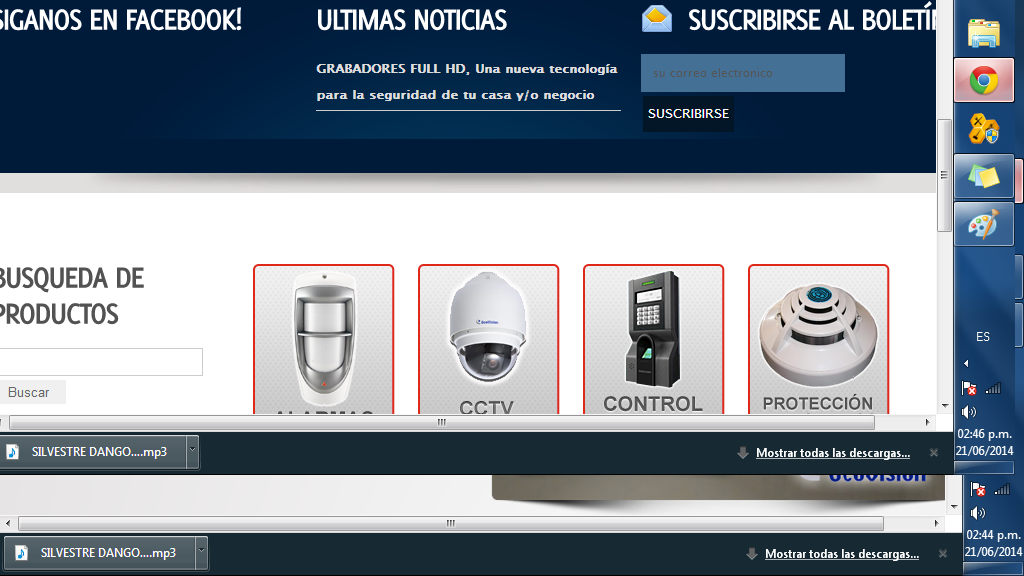 SIGANOS EN FACEBOOK!
ULTIMAS NOTICIAS
SUSCRIBIRSE AL BOLETÍ
GRABADORES FULL HD, Una nueva tecnología
para la seguridad de tu casa y/o negocio
su correo electronico
SUSCRIBIRSE
BUSQUEDA DE
PRODUCTOS
Buscar
GeoVision
ALARMAS
CCTV
CONTROL
PROTECCIÓN
ES
02:46 p.m.
21/06/2014
SILVESTRE DANGO....mp3
Mostrar todas las descargas...
GeoVision
02:44 p.m.
21/06/2014
SILVESTRE DANGO....mp3
Mostrar todas las descargas...